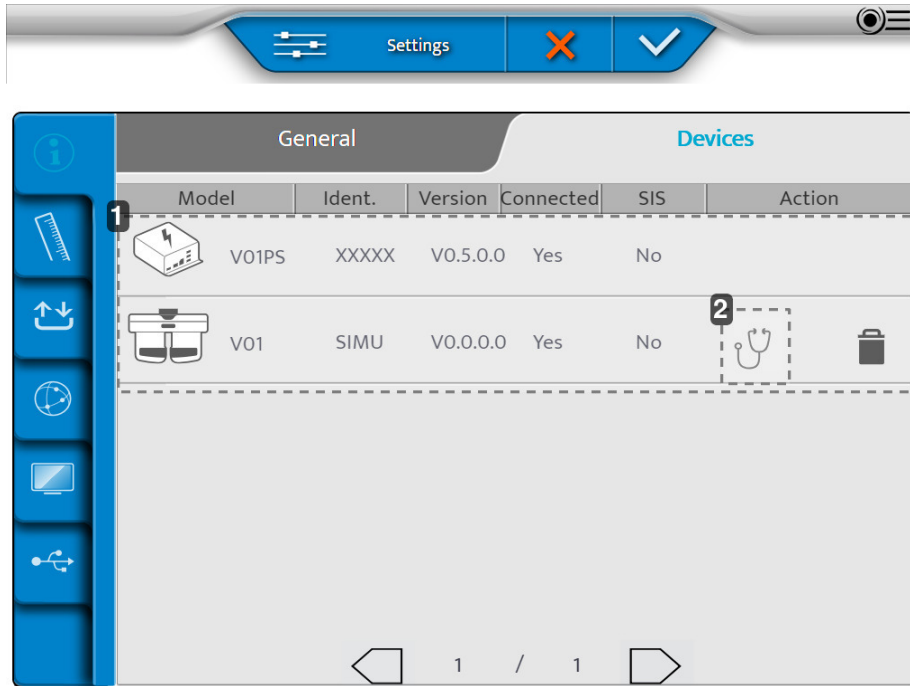 Settings
General Devices
Model Ident. Version Connected SIS Action
1
V01PS XXXXX V0.5.0.0 Yes No
2
V01 SIMU V0.0.0.0 Yes No
1 / 1